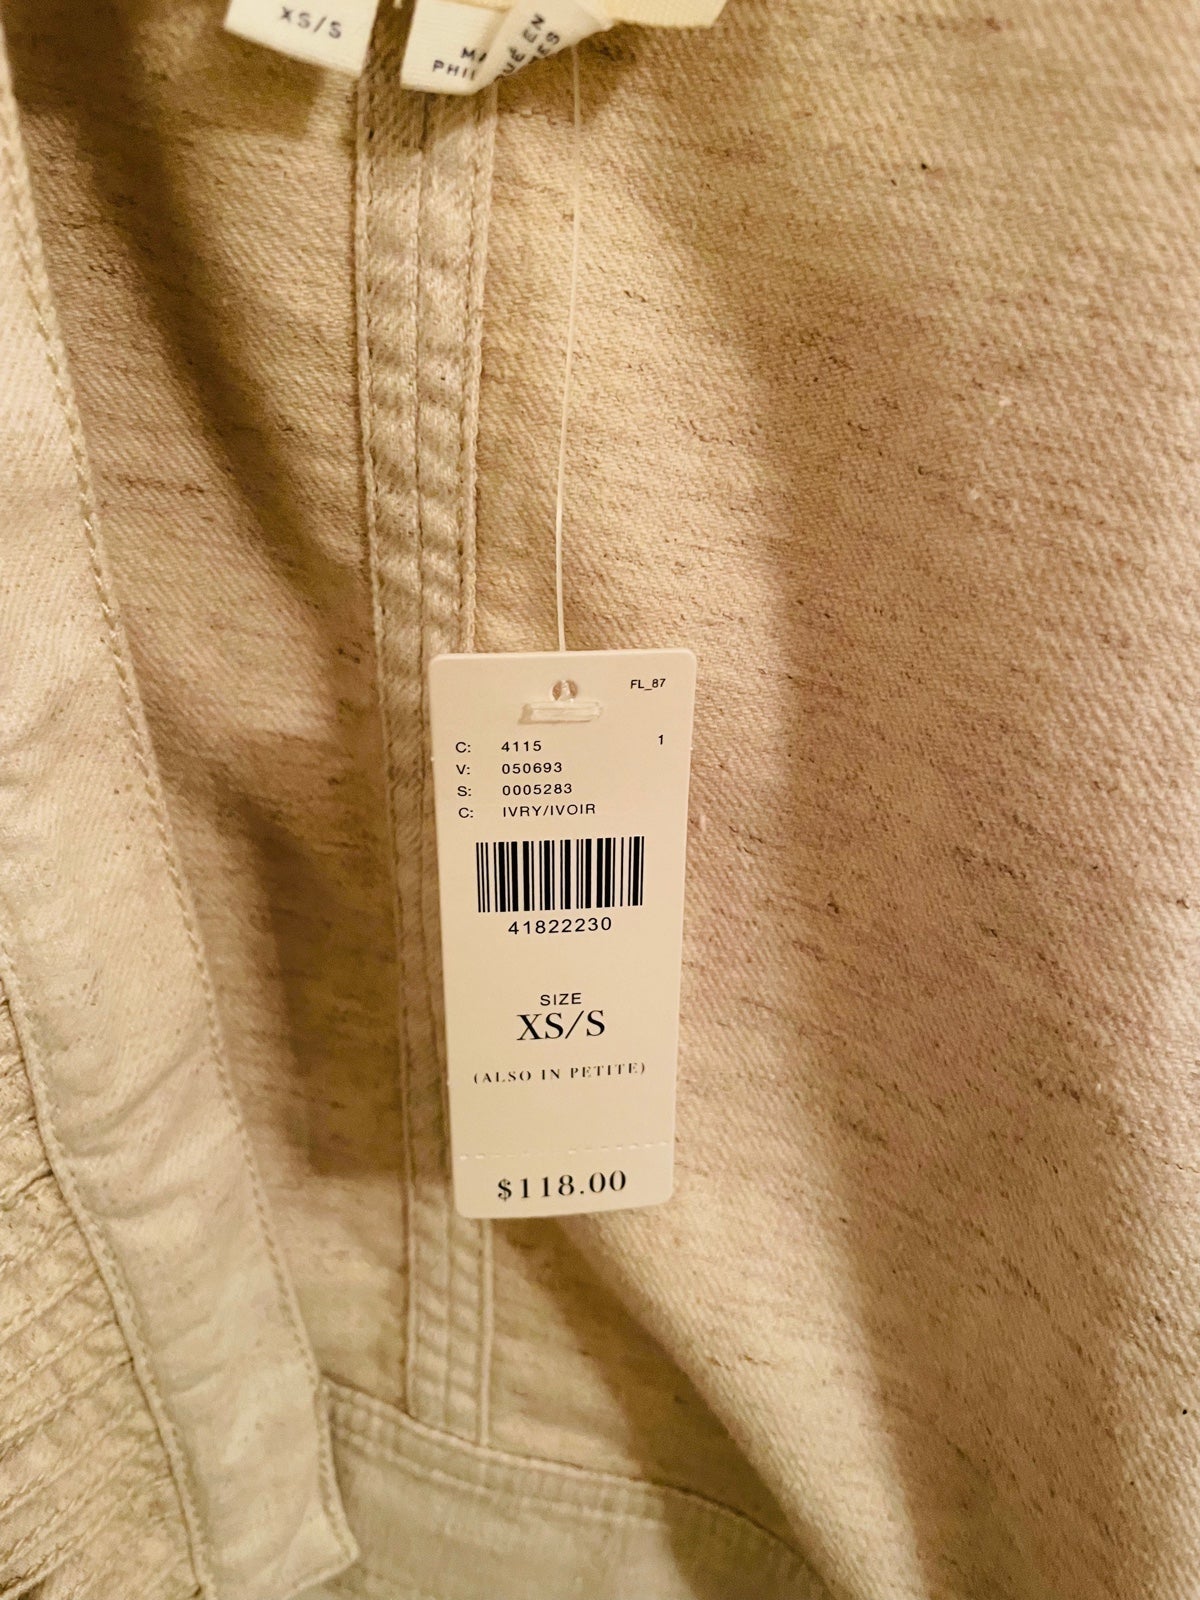 XS/S
FL_87
C: 4115 1
V: 050693
S: 0005283
C: IVRY/IVOIR
41822230
SIZE
XS/S
(ALSO IN PETITE)
$118.00